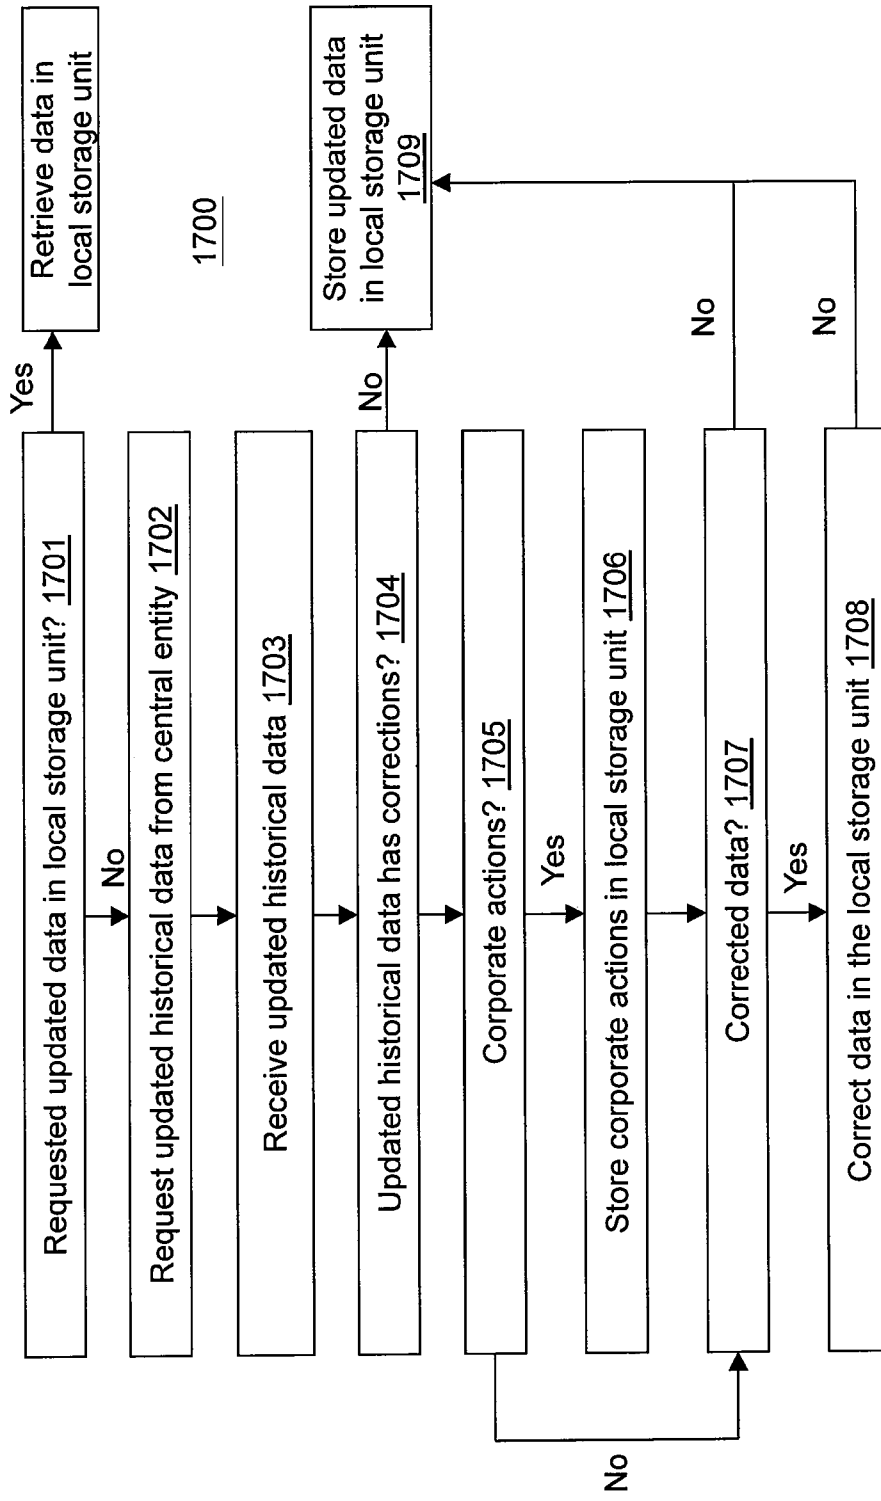 Requested updated data in local storage unit? 1701
Yes
Retrieve data in
local storage unit
No
Request updated historical data from central entity 1702
1700
Receive updated historical data 1703
Updated historical data has corrections? 1704
No
Store updated data
in local storage unit
1709
Corporate actions? 1705
Yes
No
Store corporate actions in local storage unit 1706
Corrected data? 1707
No
Yes
Correct data in the local storage unit 1708
No